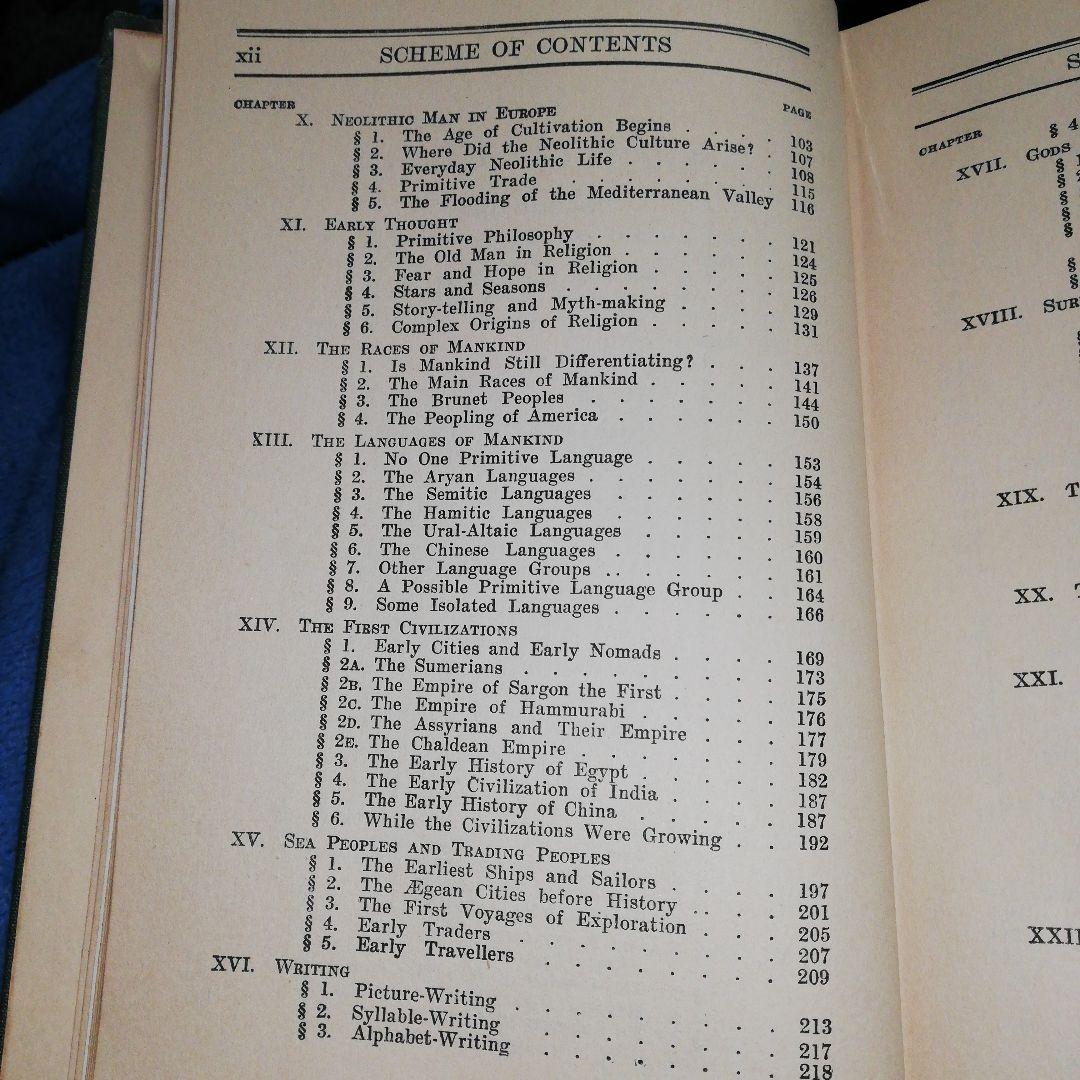 xii SCHEME OF CONTENTS
CHAPTER PAGE
X. NEOLITHIC MAN IN EUROPE
§ 1. The Age of Cultivation Begins . . . . 103
§ 2. Where Did the Neolithic Culture Arise? . 107
§ 3. Everyday Neolithic Life . . . . . 108
§ 4. Primitive Trade . . . . . . 115
§ 5. The Flooding of the Mediterranean Valley 116
XI. EARLY THOUGHT
§ 1. Primitive Philosophy . . . . . . . 121
§ 2. The Old Man in Religion . . . . . . 124
§ 3. Fear and Hope in Religion . . . . . 125
§ 4. Stars and Seasons . . . . . . . 126
§ 5. Story-telling and Myth-making . . . . 129
§ 6. Complex Origins of Religion . . . . . 131
XII. THE RACES OF MANKIND
§ 1. Is Mankind Still Differentiating? . . . 137
§ 2. The Main Races of Mankind . . . . . 141
§ 3. The Brunet Peoples . . . . . . . 144
§ 4. The Peopling of America . . . . . . 150
XIII. THE LANGUAGES OF MANKIND
§ 1. No One Primitive Language . . . . . 153
§ 2. The Aryan Languages . . . . . . . 154
§ 3. The Semitic Languages . . . . . . 156
§ 4. The Hamitic Languages . . . . . . 158
§ 5. The Ural-Altaic Languages . . . . . 159
§ 6. The Chinese Languages . . . . . . 160
§ 7. Other Language Groups . . . . . . 161
§ 8. A Possible Primitive Language Group . . 164
§ 9. Some Isolated Languages . . . . . . 166
XIV. THE FIRST CIVILIZATIONS
§ 1. Early Cities and Early Nomads . . . . 169
§ 2A. The Sumerians . . . . . . . . 173
§ 2B. The Empire of Sargon the First . . . . 175
§ 2C. The Empire of Hammurabi . . . . . 176
§ 2D. The Assyrians and Their Empire . . . 177
§ 2E. The Chaldean Empire . . . . . . 179
§ 3. The Early History of Egypt . . . . . 182
§ 4. The Early Civilization of India . . . . 187
§ 5. The Early History of China . . . . . 187
§ 6. While the Civilizations Were Growing . . 192
XV. SEA PEOPLES AND TRADING PEOPLES
§ 1. The Earliest Ships and Sailors . . . . 197
§ 2. The Ægean Cities before History . . . . 201
§ 3. The First Voyages of Exploration . . . 205
§ 4. Early Traders . . . . . . . . 207
§ 5. Early Travellers . . . . . . . 209
XVI. WRITING
§ 1. Picture-Writing . . . . . . . . 213
§ 2. Syllable-Writing . . . . . . . 217
§ 3. Alphabet-Writing . . . . . . . 218
S
CHAPTER
§ 4.
XVII. GODS
§
§
§
§
§
§
§
XVIII. SUR
XIX. T
XX.
XXI.
XXII